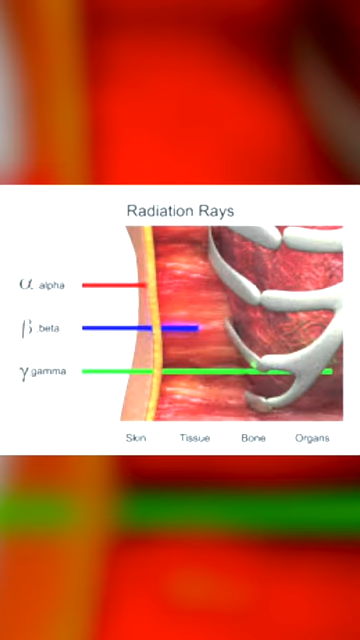 Radiation Rays
α alpha
β beta
γ gamma
Skin Tissue Bone Organs